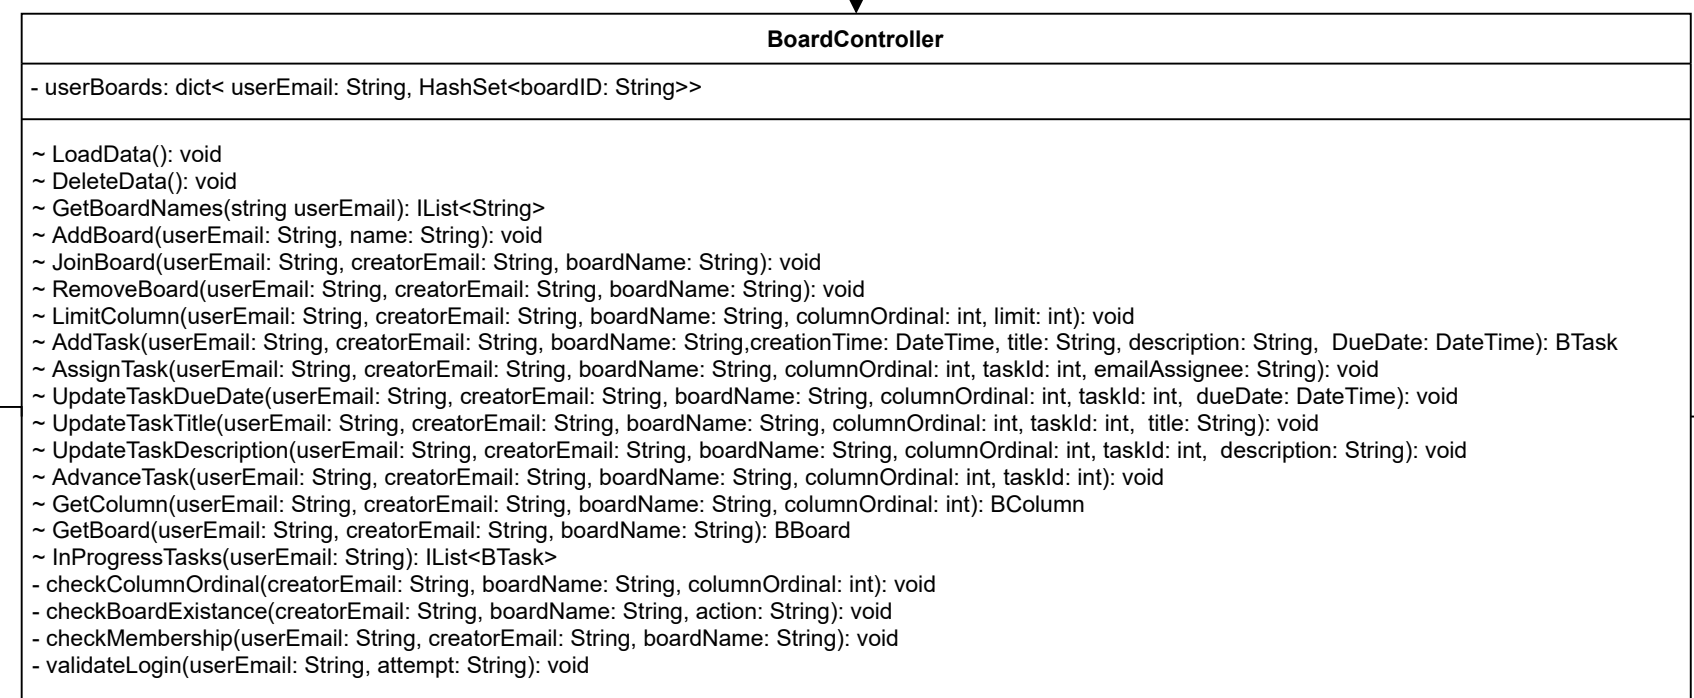 BoardController
- userBoards: dict< userEmail: String, HashSet<boardID: String>>
~ LoadData(): void
~ DeleteData(): void
~ GetBoardNames(string userEmail): IList<String>
~ AddBoard(userEmail: String, name: String): void
~ JoinBoard(userEmail: String, creatorEmail: String, boardName: String): void
~ RemoveBoard(userEmail: String, creatorEmail: String, boardName: String): void
~ LimitColumn(userEmail: String, creatorEmail: String, boardName: String, columnOrdinal: int, limit: int): void
~ AddTask(userEmail: String, creatorEmail: String, boardName: String,creationTime: DateTime, title: String, description: String,  DueDate: DateTime): BTask
~ AssignTask(userEmail: String, creatorEmail: String, boardName: String, columnOrdinal: int, taskId: int, emailAssignee: String): void
~ UpdateTaskDueDate(userEmail: String, creatorEmail: String, boardName: String, columnOrdinal: int, taskId: int,  dueDate: DateTime): void
~ UpdateTaskTitle(userEmail: String, creatorEmail: String, boardName: String, columnOrdinal: int, taskId: int,  title: String): void
~ UpdateTaskDescription(userEmail: String, creatorEmail: String, boardName: String, columnOrdinal: int, taskId: int,  description: String): void
~ AdvanceTask(userEmail: String, creatorEmail: String, boardName: String, columnOrdinal: int, taskId: int): void
~ GetColumn(userEmail: String, creatorEmail: String, boardName: String, columnOrdinal: int): BColumn
~ GetBoard(userEmail: String, creatorEmail: String, boardName: String): BBoard
~ InProgressTasks(userEmail: String): IList<BTask>
- checkColumnOrdinal(creatorEmail: String, boardName: String, columnOrdinal: int): void
- checkBoardExistance(creatorEmail: String, boardName: String, action: String): void
- checkMembership(userEmail: String, creatorEmail: String, boardName: String): void
- validateLogin(userEmail: String, attempt: String): void